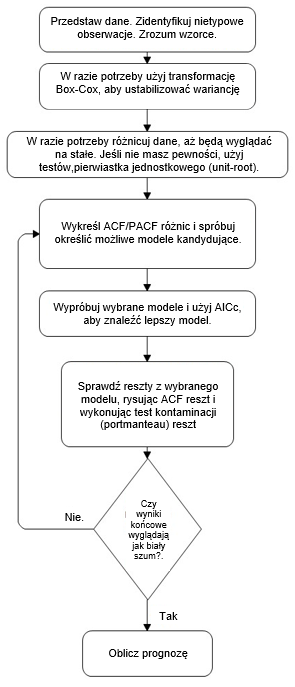 Przedstaw dane. Zidentyfikuj nietypowe
obserwacje. Zrozum wzorce.
W razie potrzeby użyj transformację
Box-Cox, aby ustabilizować wariancję
W razie potrzeby różnicuj dane, aż będą wyglądać
na stałe. Jeśli nie masz pewności, użyj
testów,pierwiastka jednostkowego (unit-root).
Wykreśl ACF/PACF różnic i spróbuj
określić możliwe modele kandydujące.
Wypróbuj wybrane modele i użyj AICc,
aby znaleźć lepszy model.
Sprawdź reszty z wybranego
modelu, rysując ACF reszt i
wykonując test kontaminacji
(portmanteau) reszt
Czy
wyniki
końcowe
wyglądają
jak biały
szum?.
Nie.
Tak
Oblicz prognozę